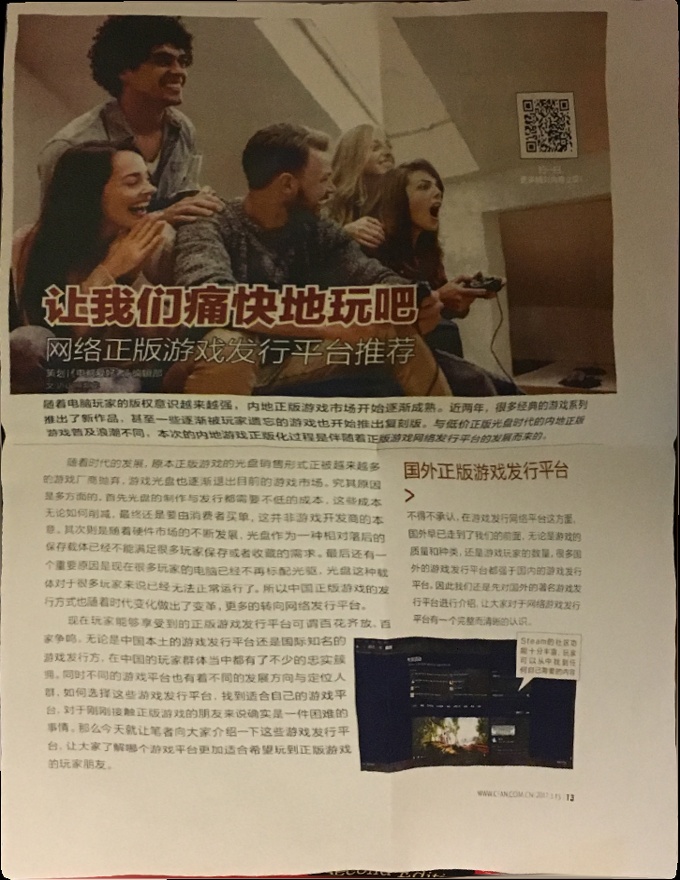 让我们痛快地玩吧
网络正版游戏发行平台推荐
随着电脑玩家的版权意识越来越强，内地正版游戏市场开始逐渐成熟。近两年，很多经典的游戏系列
推出了新作品，甚至一些逐渐被玩家遗忘的游戏也开始推出复刻版。与低价正版光盘时代的内地正版
游戏普及浪潮不同，本次的内地游戏正版化过程是伴随着正版游戏网络发行平台的发展而来的。
随着时代的发展，原本正版游戏的光盘销售形式正被越来越多
的游戏厂商抛弃，游戏光盘也逐渐退出目前的游戏市场。究其原因
是多方面的，首先光盘的制作与发行都需要不低的成本，这些成本
无论如何削减，最终还是要由消费者买单，这并非游戏开发商的本
意。其次则是随着硬件市场的不断发展，光盘作为一种相对落后的
保存载体已经不能满足很多玩家保存或者收藏的需求。最后还有一
个重要原因是现在很多玩家的电脑已经不再标配光驱，光盘这种载
体对于很多玩家来说已经无法正常运行了。所以中国正版游戏的发
行方式也随着时代变化做出了变革，更多的转向网络发行平台。
现在玩家能够享受到的正版游戏发行平台可谓百花齐放、百
家争鸣，无论是中国本土的游戏发行平台还是国际知名的
游戏发行方，在中国的玩家群体当中都有了不少的忠实簇
拥。同时不同的游戏平台也有着不同的发展方向与定位人
群，如何选择这些游戏发行平台，找到适合自己的游戏平
台，对于刚刚接触正版游戏的朋友来说确实是一件困难的
事情。那么今天就让笔者向大家介绍一下这些游戏发行平
台，让大家了解哪个游戏平台更加适合希望玩到正版游戏
的玩家朋友。
国外正版游戏发行平台
>
不得不承认，在游戏发行网络平台这方面，
国外早已走到了我们的前面，无论是游戏的
质量和种类，还是游戏玩家的数量，很多国
外的游戏发行平台都强于国内的游戏发行
平台。因此我们还是先对国外的著名游戏发
行平台进行介绍，让大家对于网络游戏发行
平台有一个完整而清晰的认识。
Steam的社区功
能十分丰富，玩家
可以从中找到任
何自己需要的内容
13